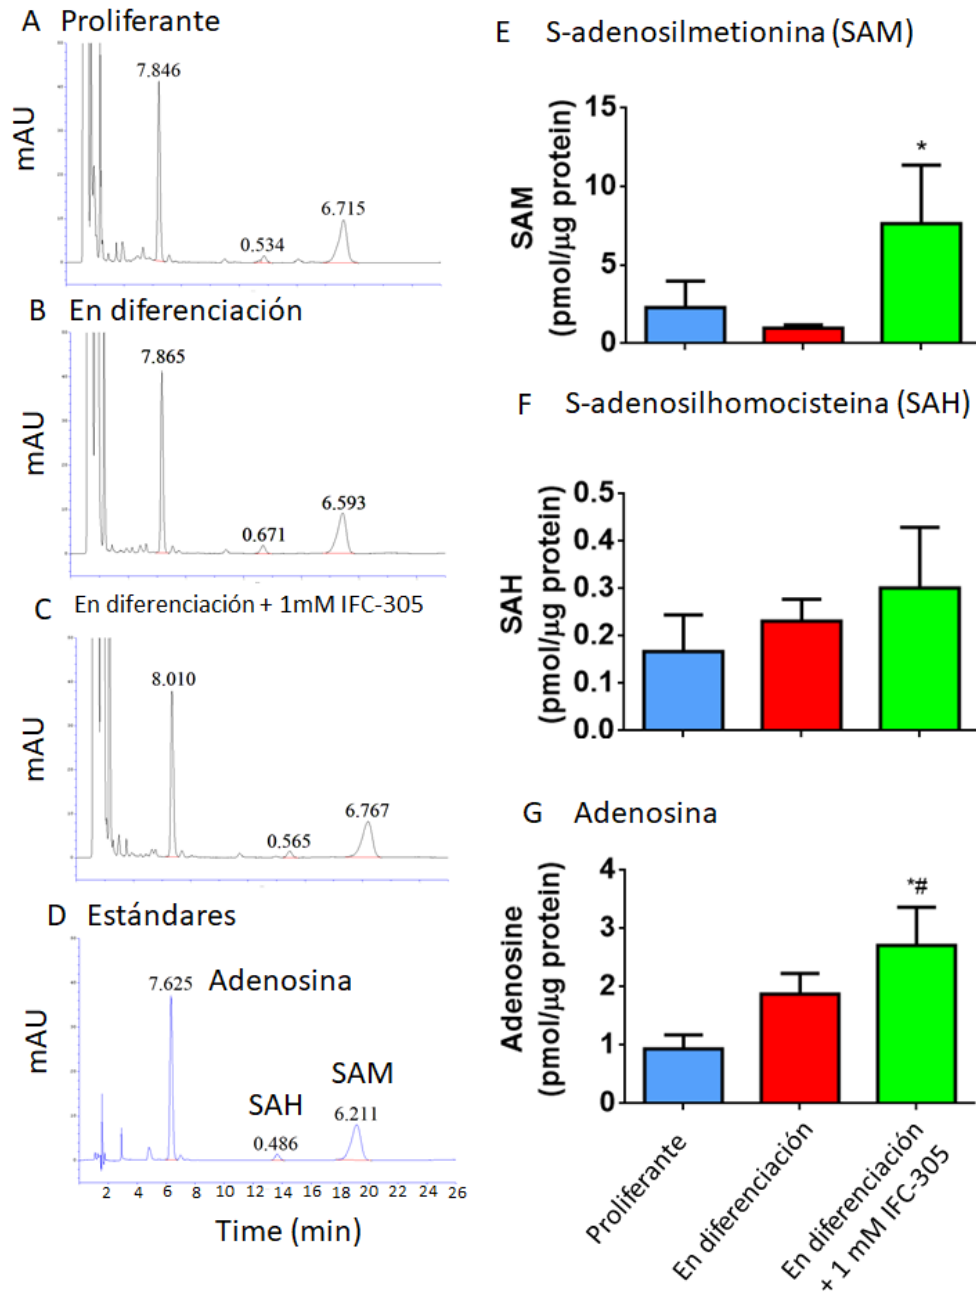 A Proliferante
mAU
7.846
0.534
6.715
B En diferenciación
mAU
7.865
0.671
6.593
C En diferenciación + 1mM IFC-305
mAU
8.010
0.565
6.767
D Estándares
mAU
7.625
Adenosina
SAH
0.486
SAM
6.211
2 4 6 8 10 12 14 16 18 20 22 24 26
Time (min)
E S-adenosilmetionina (SAM)
SAM
(pmol/µg protein)
15
10
5
0
*
F S-adenosilhomocisteina (SAH)
SAH
(pmol/µg protein)
0.5
0.4
0.3
0.2
0.1
0.0
G Adenosina
Adenosine
(pmol/µg protein)
4
3
2
1
0
*#
Proliferante
En diferenciación
En diferenciación
+ 1 mM IFC-305